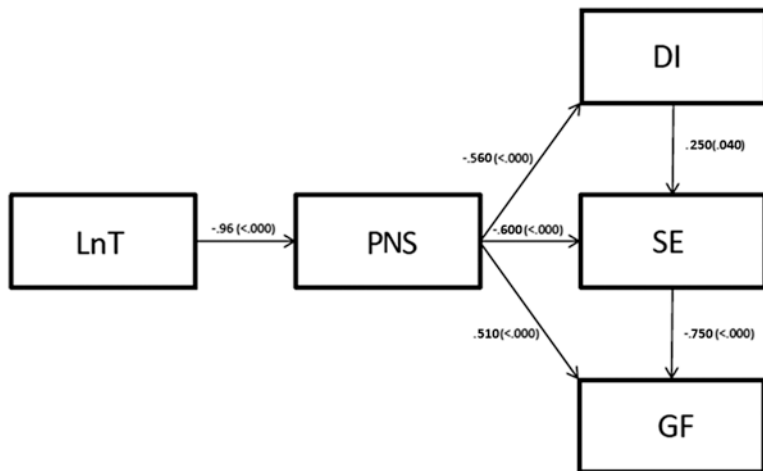 DI
-.560 (<.000)
.250(.040)
LnT
-.96 (<.000)
PNS
-.600(<.000)
SE
.510(<.000)
-.750(<.000)
GF